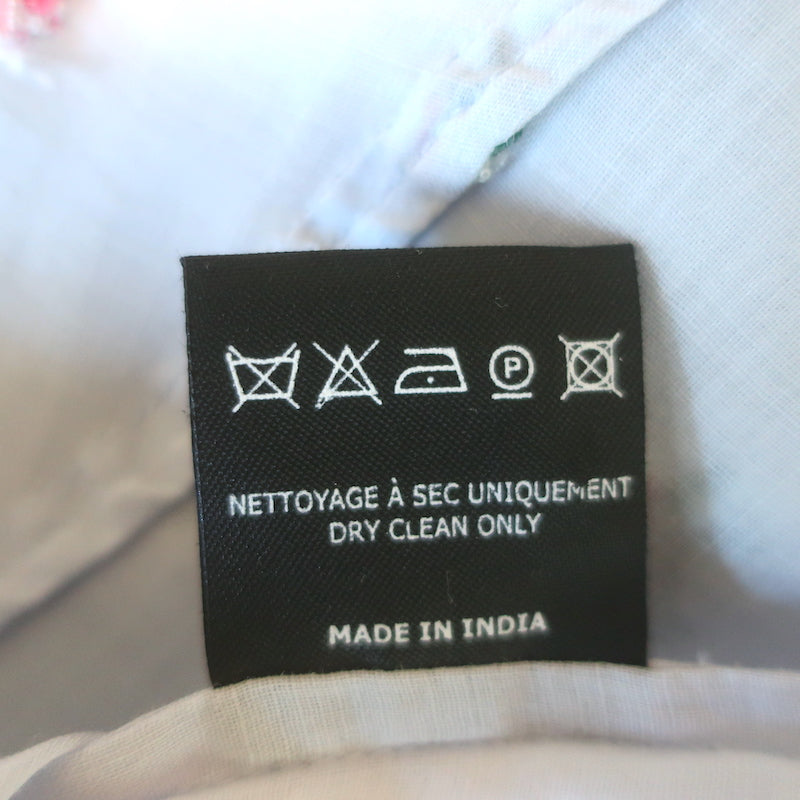 P
NETTOYAGE À SEC UNIQUEMENT
DRY CLEAN ONLY
MADE IN INDIA